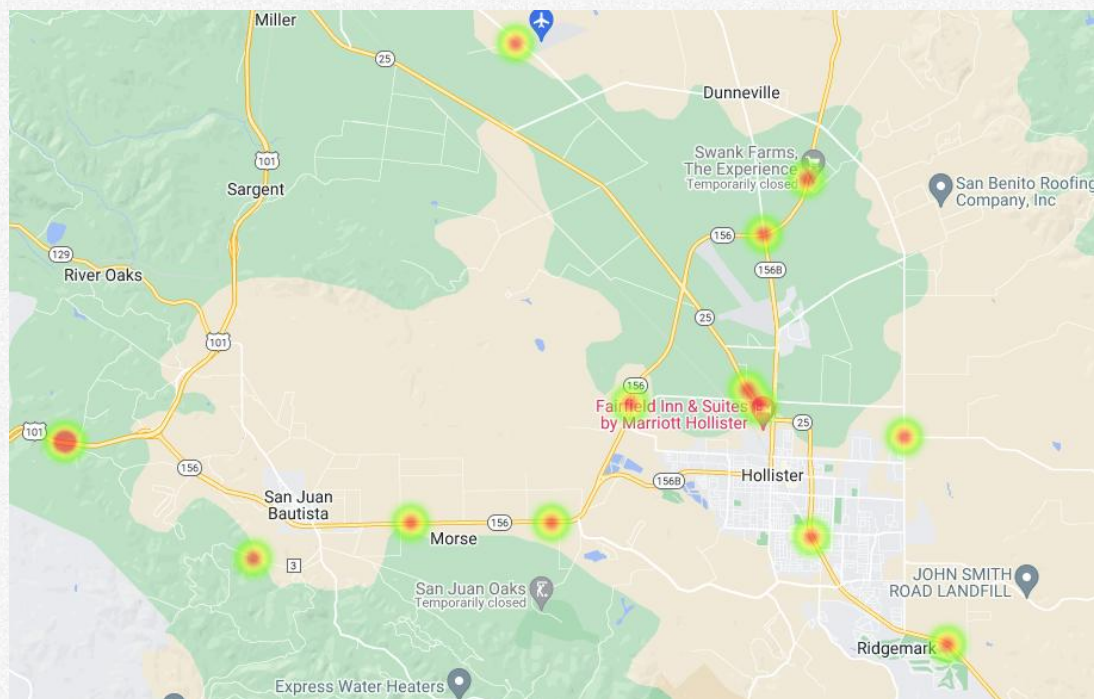 Miller
25
Dunneville
101
Swank Farms,
The Experience
Temporarily closed
San Benito Roofing
Company, Inc
Sargent
129
River Oaks
156
156B
101
25
156
Fairfield Inn & Suites
by Marriott Hollister
25
101
156
156B
Hollister
San Juan
Bautista
156
Morse
3
San Juan Oaks
Temporarily closed
JOHN SMITH
ROAD LANDFILL
Ridgemark
Express Water Heaters